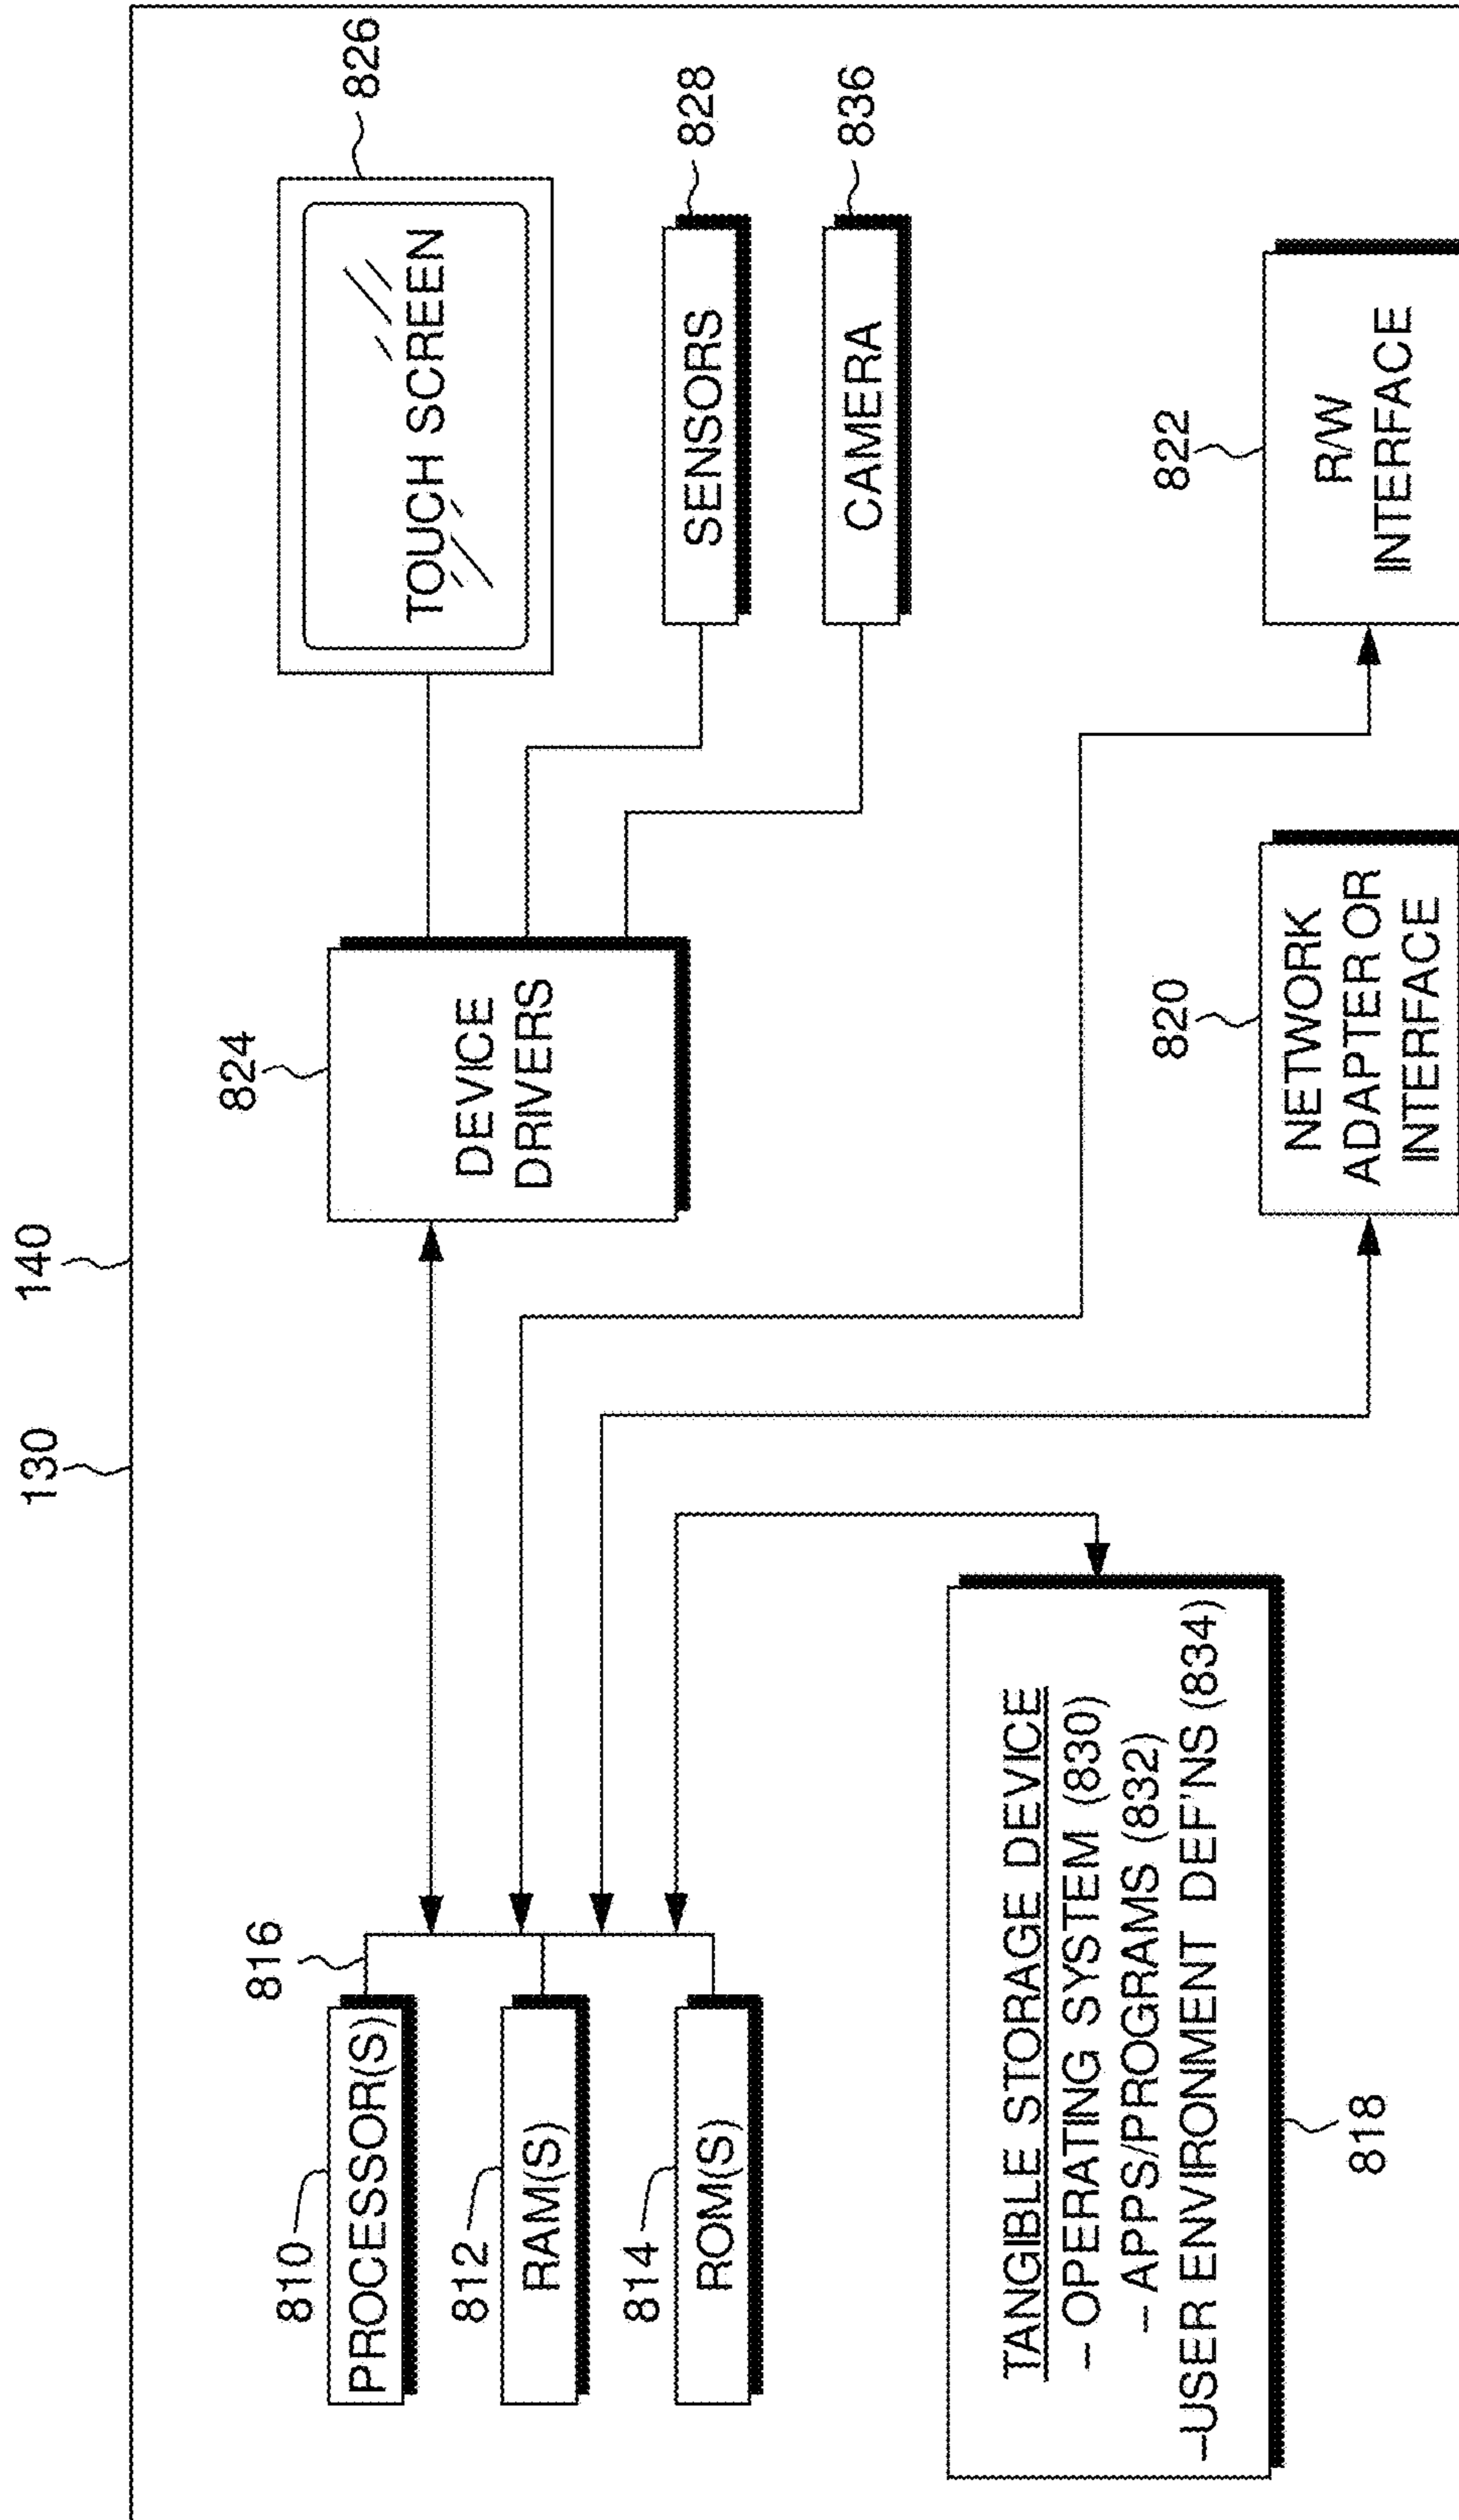 130
140
810
PROCESSOR(S)
816
812
RAM(S)
814
ROM(S)
824
DEVICE
DRIVERS
TOUCH SCREEN
826
SENSORS
828
CAMERA
836
TANGIBLE STORAGE DEVICE
– OPERATING SYSTEM (830)
– APPS/PROGRAMS (832)
–USER ENVIRONMENT DEF'NS (834)
818
820
NETWORK
ADAPTER OR
INTERFACE
822
R/W
INTERFACE